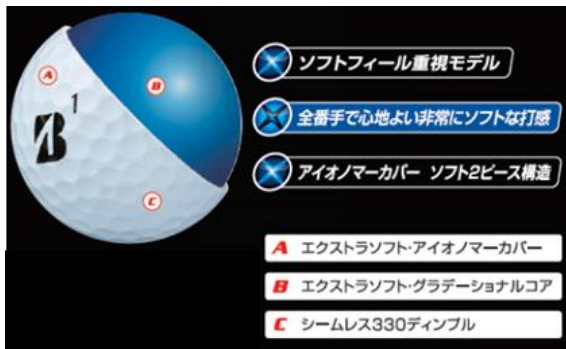 A
B
1
B
C
ソフトフィール重視モデル
全番手で心地よい非常にソフトな打感
アイオノマーカバー ソフト2ピース構造
A エクストラソフト・アイオノマーカバー
B エクストラソフト・グラデーショナルコア
C シームレス330ディンプル